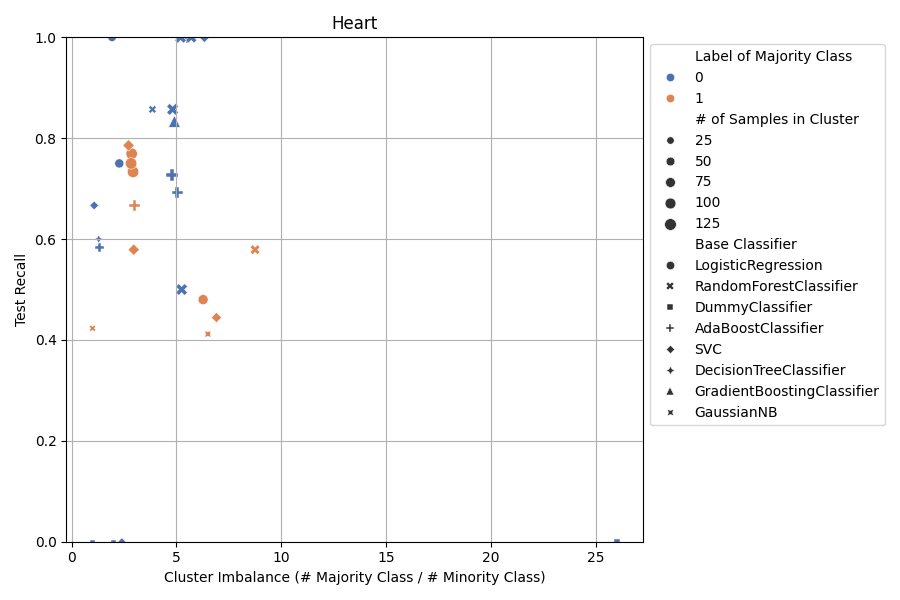 Heart
1.0
0.8
0.6
0.4
0.2
0.0
Test Recall
0
5
10
15
20
25
Cluster Imbalance (# Majority Class / # Minority Class)
Label of Majority Class
0
1
# of Samples in Cluster
25
50
75
100
125
Base Classifier
LogisticRegression
RandomForestClassifier
DummyClassifier
AdaBoostClassifier
SVC
DecisionTreeClassifier
GradientBoostingClassifier
GaussianNB